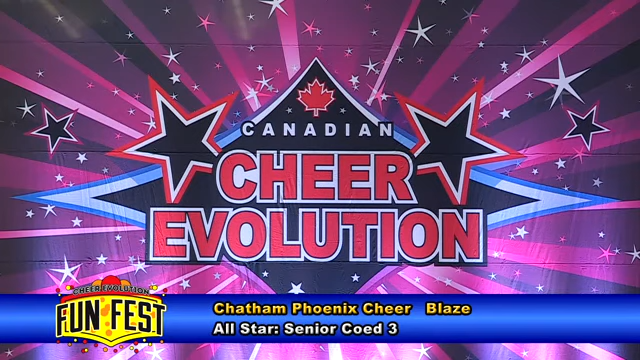 CANADIAN
CHEER
EVOLUTION
CHEER EVOLUTION
FUN FEST
Chatham Phoenix Cheer Blaze
All Star: Senior Coed 3